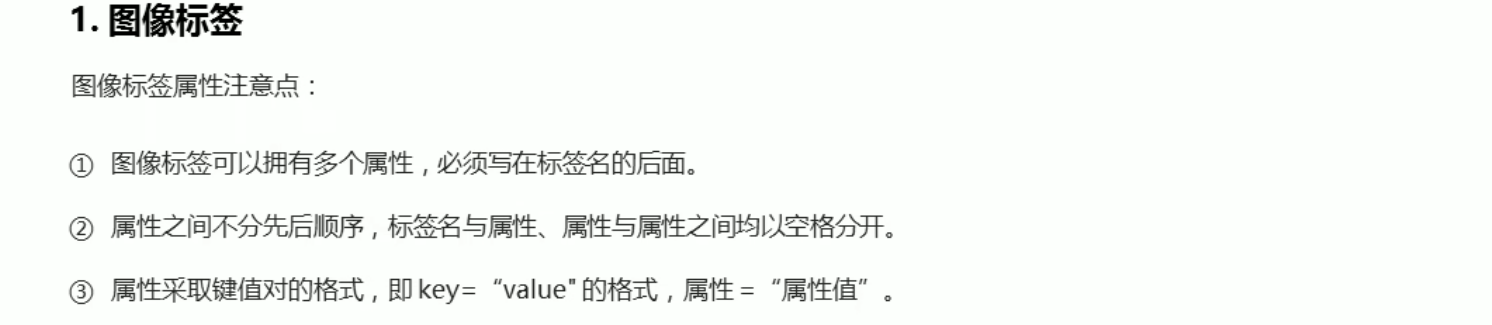 1. 图像标签
图像标签属性注意点：
① 图像标签可以拥有多个属性，必须写在标签名的后面。
② 属性之间不分先后顺序，标签名与属性、属性与属性之间均以空格分开。
③ 属性采取键值对的格式，即 key=“value" 的格式，属性 =“属性值”。